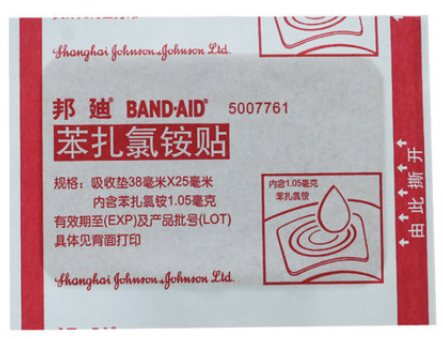 Shanghai Johnson & Johnson Ltd.
邦迪® BAND-AID® 5007761
苯扎氯铵贴
规格：吸收垫38毫米X25毫米
内含苯扎氯铵1.05毫克
有效期至(EXP)及产品批号(LOT)
具体见背面打印
Shanghai Johnson & Johnson Ltd.
内含1.05毫克
苯扎氯铵
由此撕开